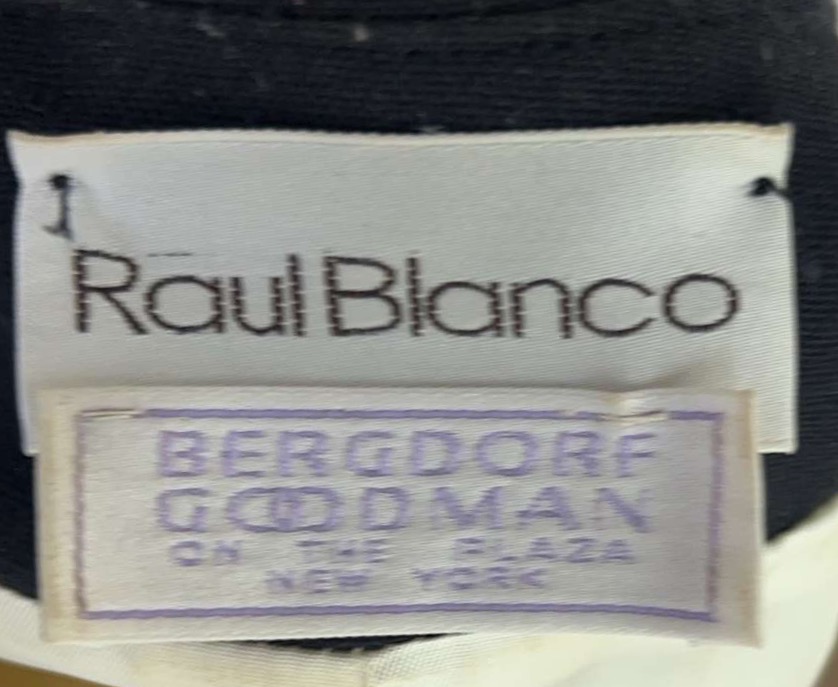 Raul Blanco
BERGDORF
GOODMAN
ON THE PLAZA
NEW YORK